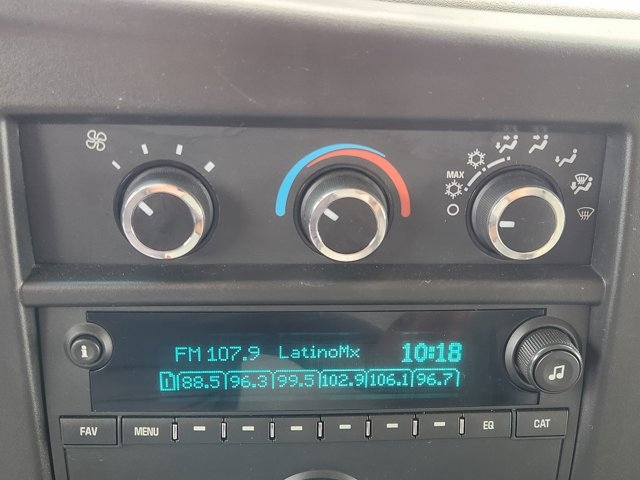 MAX
FM 107.9 LatinoMx 10:18
1 88.5 96.3 99.5 102.9 106.1 96.7
i
FAV MENU EQ CAT